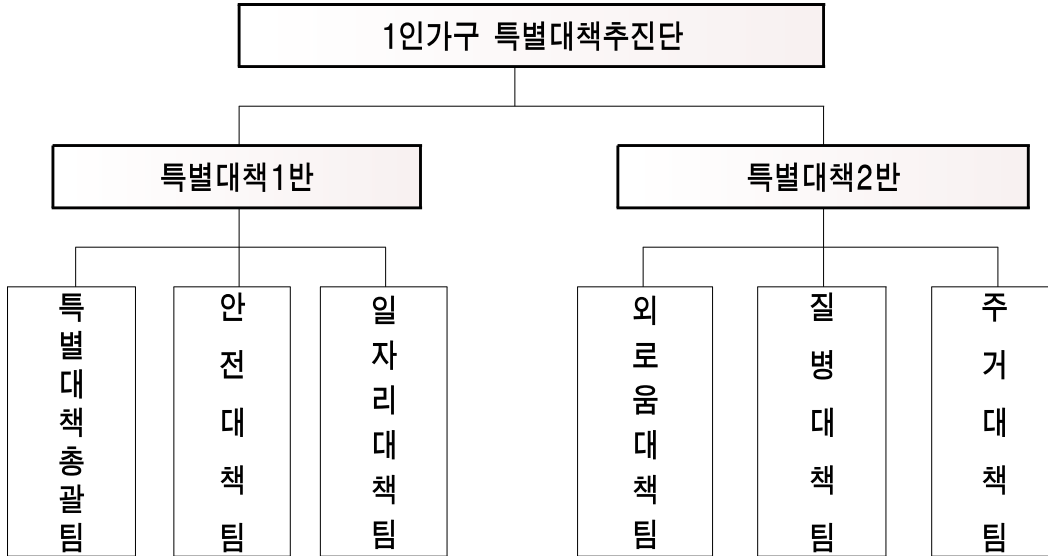 1인가구 특별대책추진단
특별대책1반
특별대책2반
특별대책총괄팀
안전대책팀
일자리대책팀
외로움대책팀
질병대책팀
주거대책팀